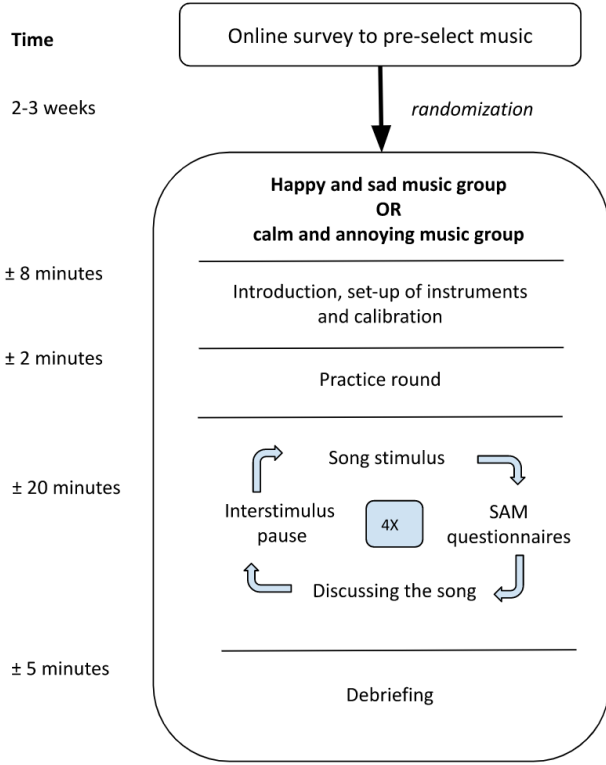 Time
Online survey to pre-select music
2-3 weeks
randomization
Happy and sad music group
OR
calm and annoying music group
± 8 minutes
Introduction, set-up of instruments
and calibration
± 2 minutes
Practice round
± 20 minutes
Song stimulus
SAM
questionnaires
Discussing the song
Interstimulus
pause
4X
± 5 minutes
Debriefing